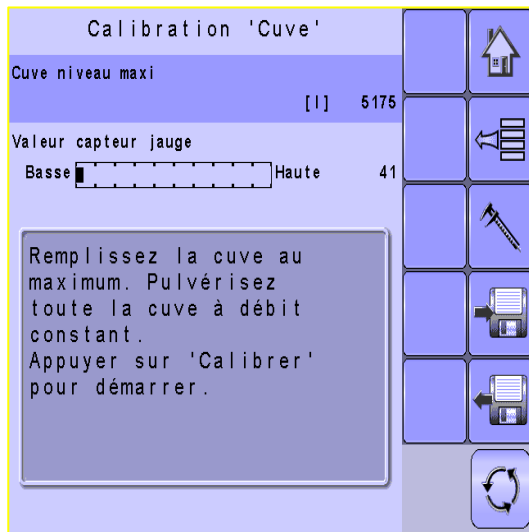 Calibration 'Cuve'
Cuve niveau maxi
[l] 5175
Valeur capteur jauge
Basse Haute 41
Remplissez la cuve au
maximum. Pulvérisez
toute la cuve à débit
constant.
Appuyer sur 'Calibrer'
pour démarrer.